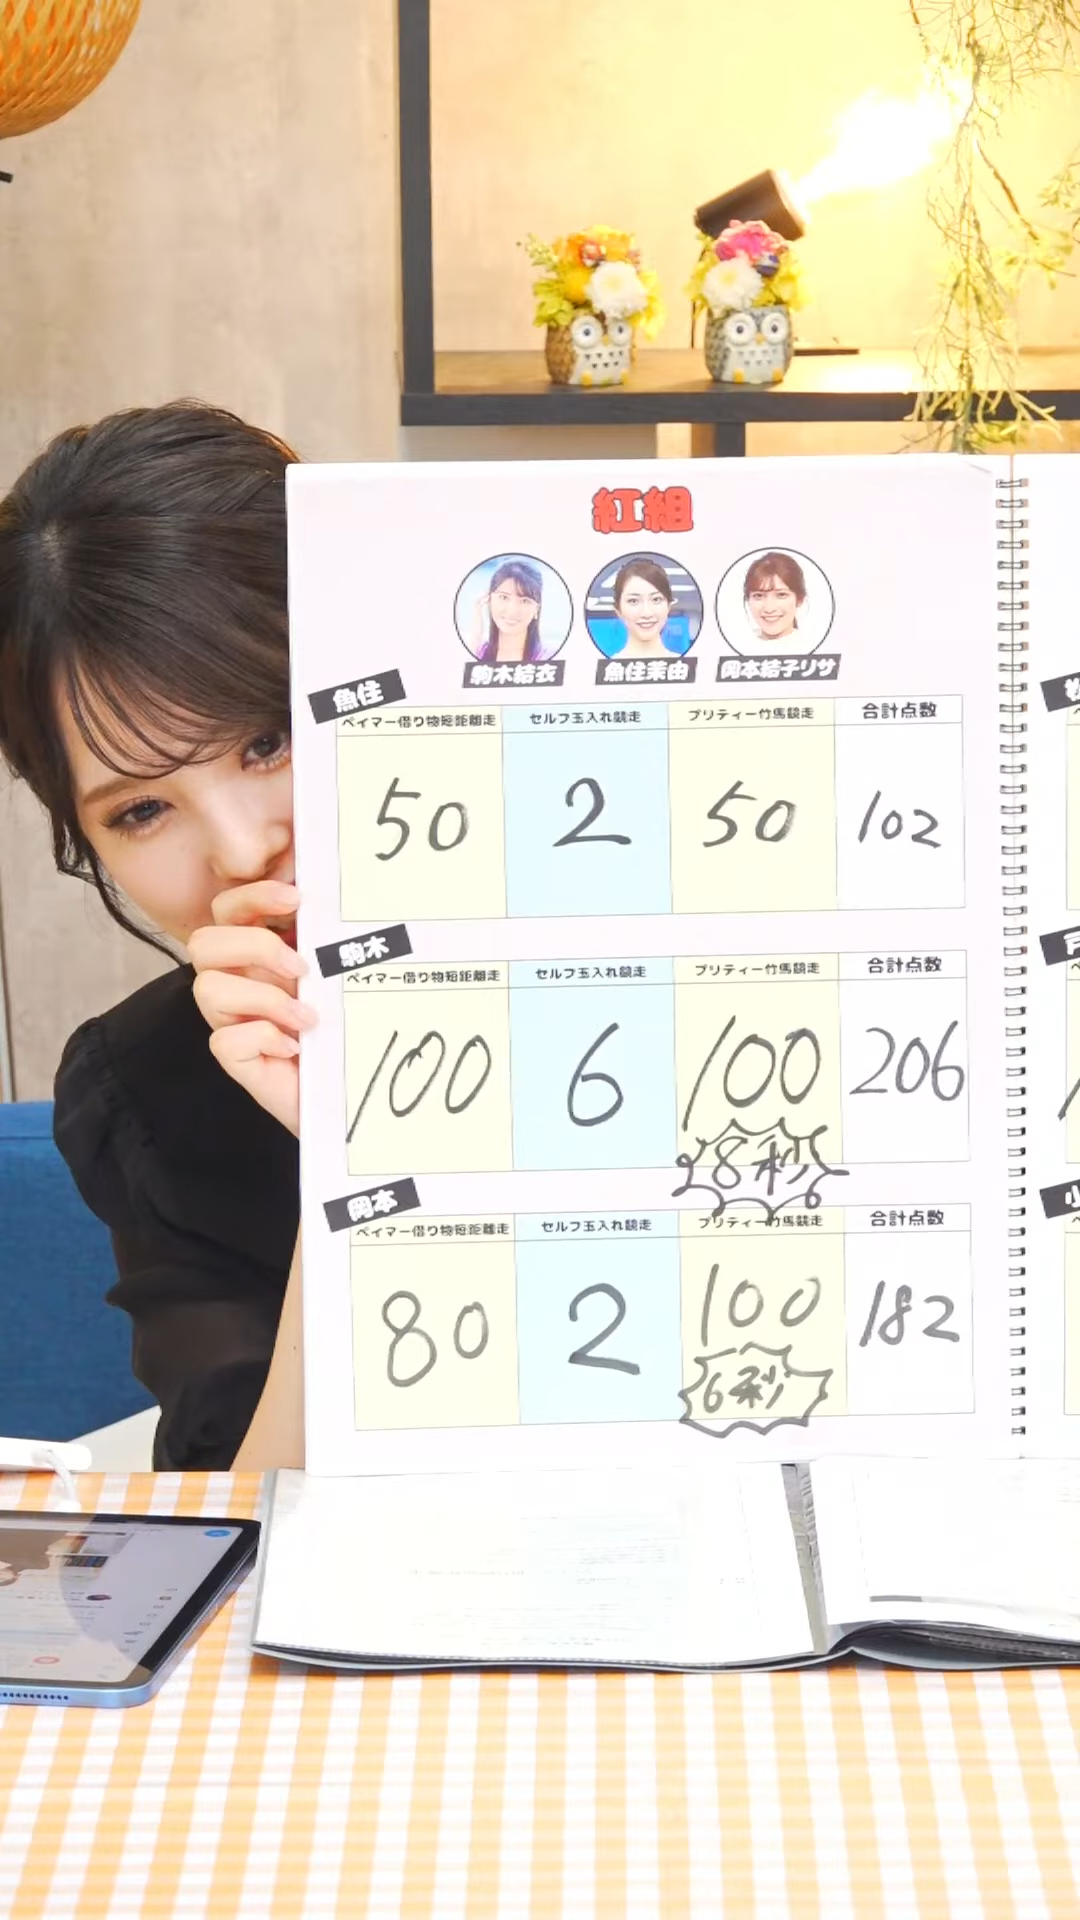 紅組
駒木結衣 魚住茉由 岡本結子リサ
魚住
ペイマー借り物短距離走 セルフ玉入れ競走 プリティー竹馬競走 合計点数
50 2 50 102
駒木
ペイマー借り物短距離走 セルフ玉入れ競走 プリティー竹馬競走 合計点数
100 6 100 206
8秒
岡本
ペイマー借り物短距離走 セルフ玉入れ競走 プリティー竹馬競走 合計点数
80 2 100 182
6秒